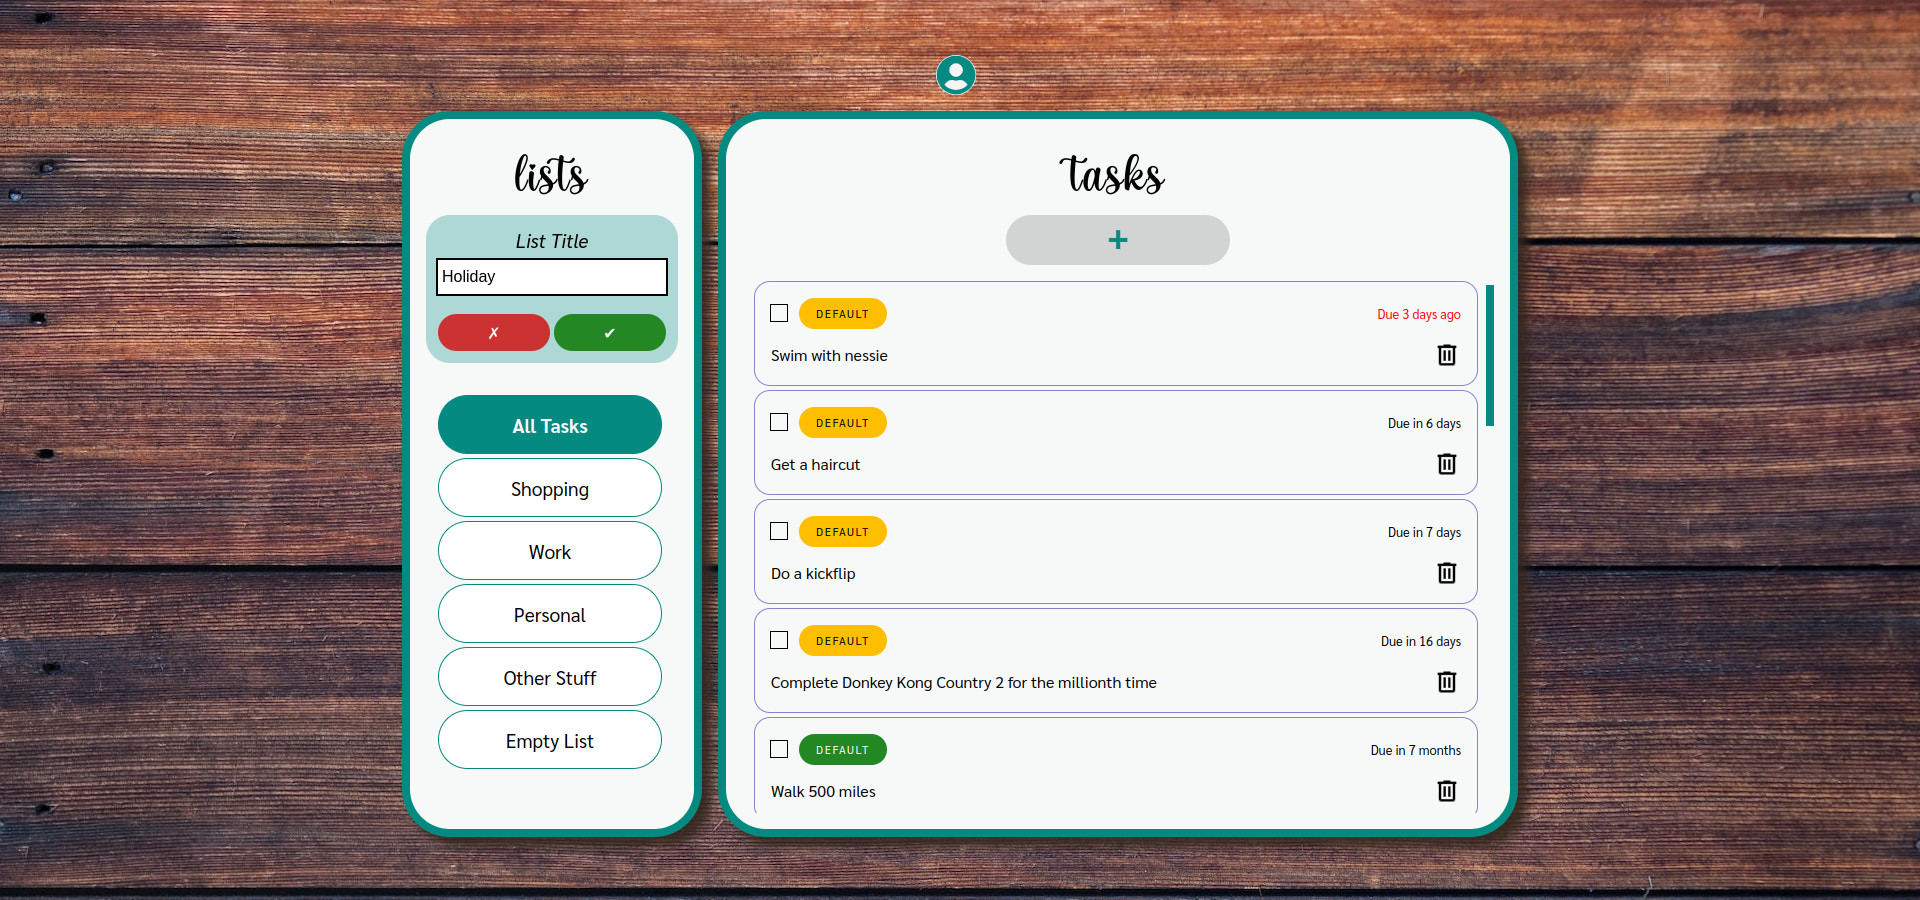 lists
List Title
Holiday
✗ ✔
All Tasks
Shopping
Work
Personal
Other Stuff
Empty List
tasks
+
DEFAULT
Due 3 days ago
Swim with nessie
DEFAULT
Due in 6 days
Get a haircut
DEFAULT
Due in 7 days
Do a kickflip
DEFAULT
Due in 16 days
Complete Donkey Kong Country 2 for the millionth time
DEFAULT
Due in 7 months
Walk 500 miles